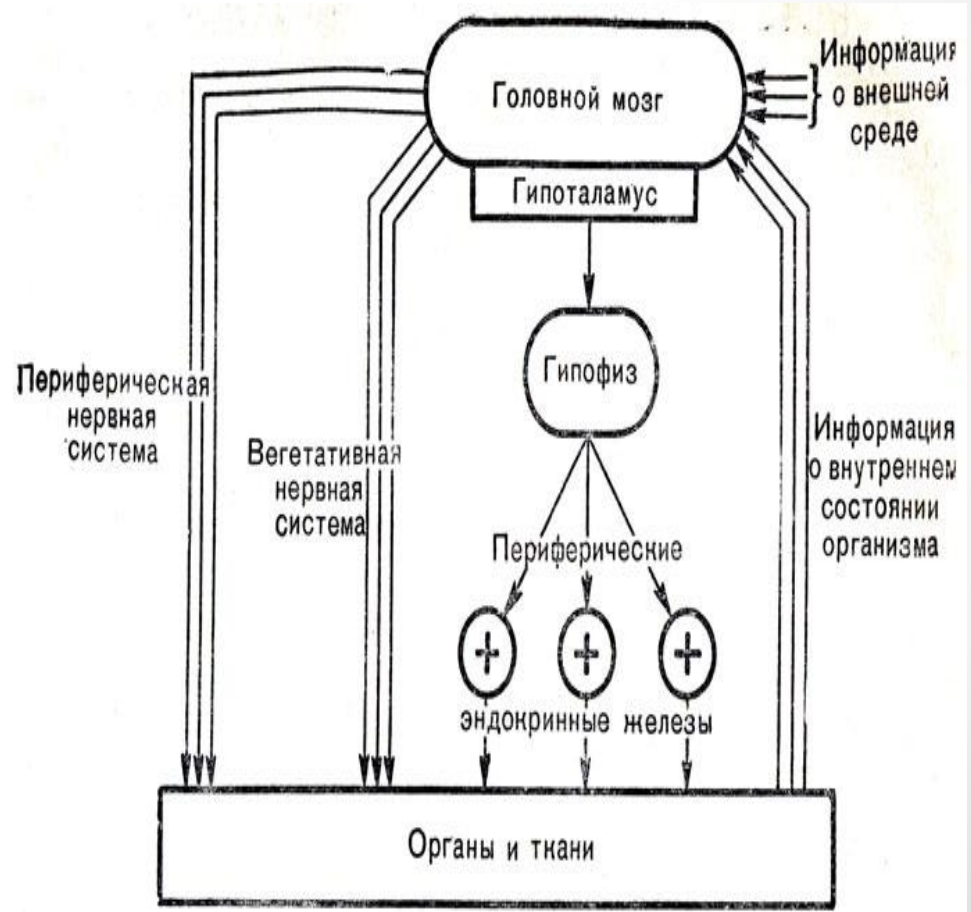 Головной мозг
Информация
о внешней
среде
Гипоталамус
Гипофиз
Периферическая
нервная
система
Вегетативная
нервная
система
Информация
о внутреннем
состоянии
организма
Периферические
эндокринные железы
Органы и ткани